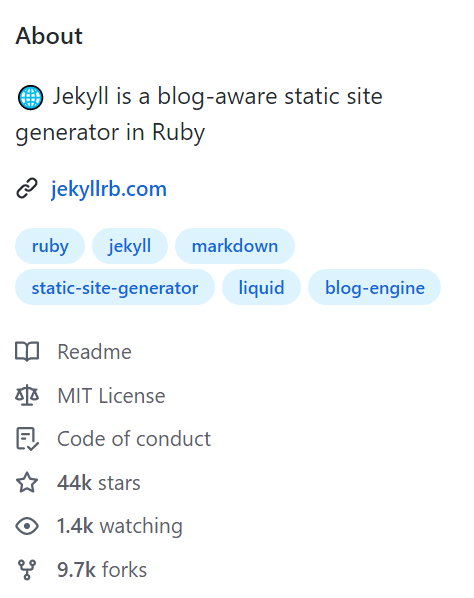 About
🌐 Jekyll is a blog-aware static site
generator in Ruby
jekyllrb.com
ruby jekyll markdown
static-site-generator liquid blog-engine
Readme
MIT License
Code of conduct
44k stars
1.4k watching
9.7k forks